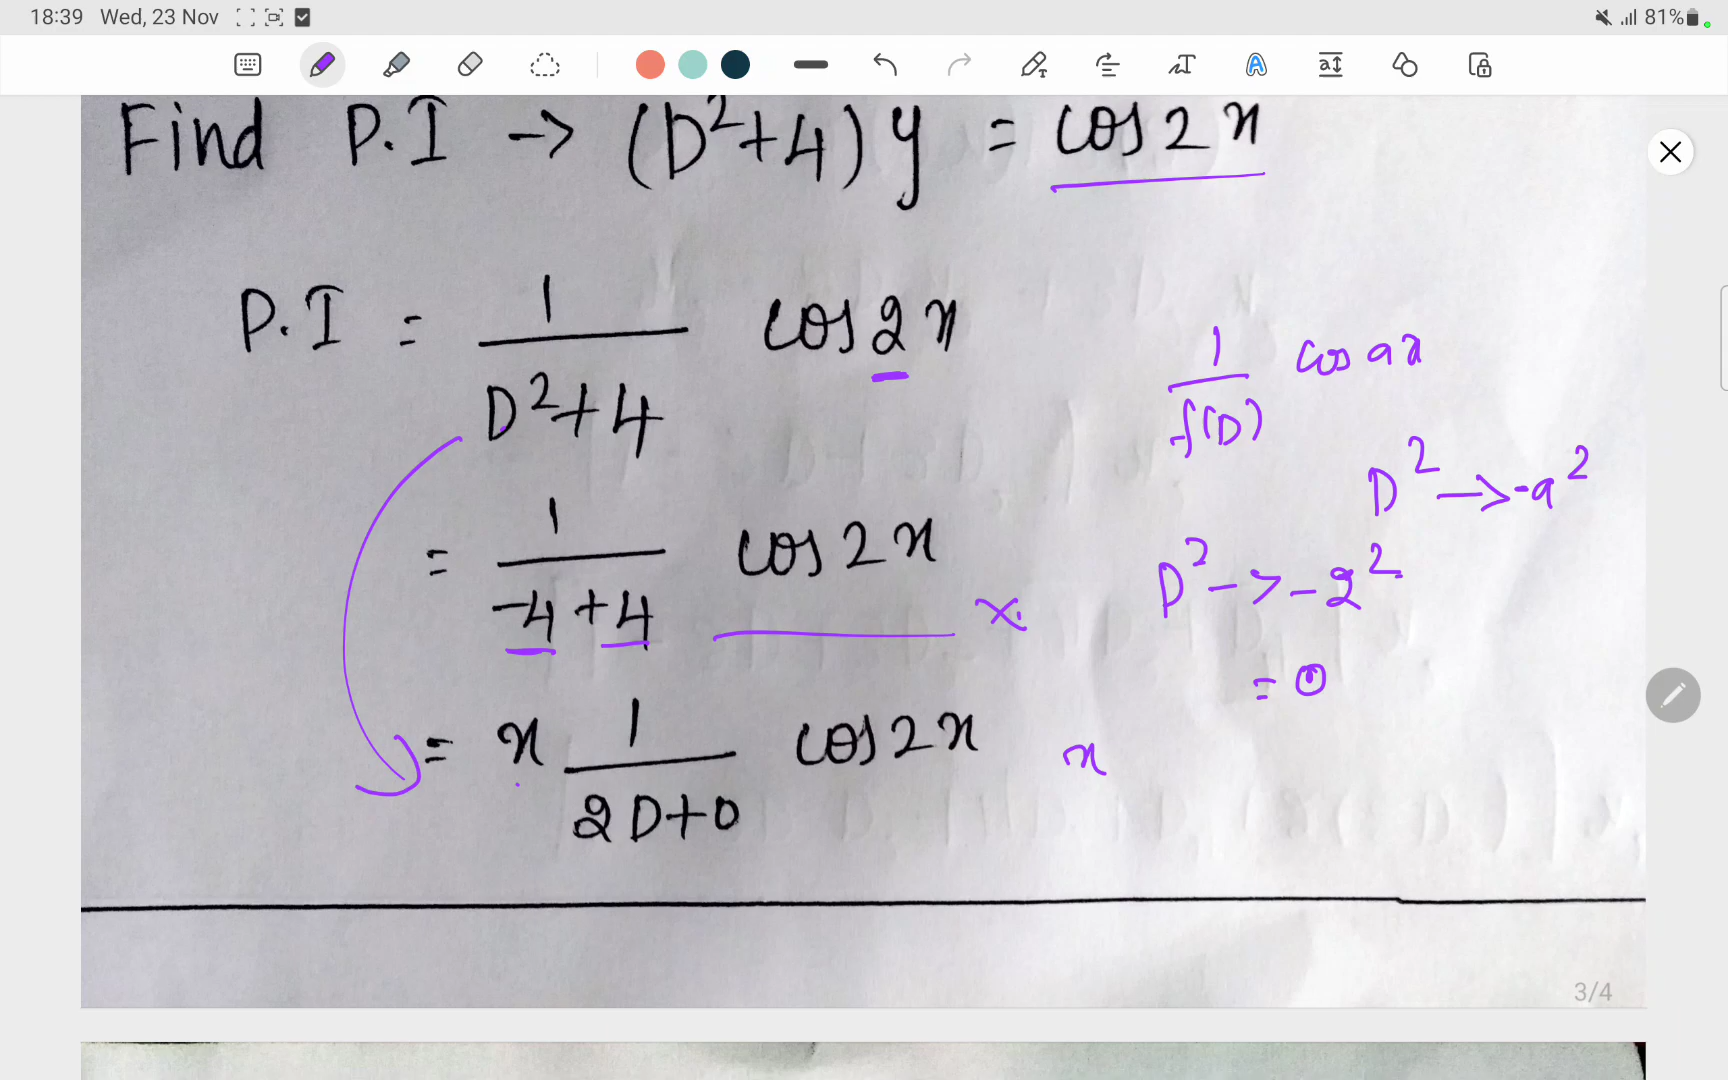 18:39 Wed, 23 Nov 81%
Find P.I → (D²+4) y = cos 2x
P.I = 1/(D²+4) cos 2x
1/f(D) cos ax
D² → -a²
= 1/(-4+4) cos 2x ×
D² → -2²
= 0
= x 1/(2D+0) cos 2x x
3/4